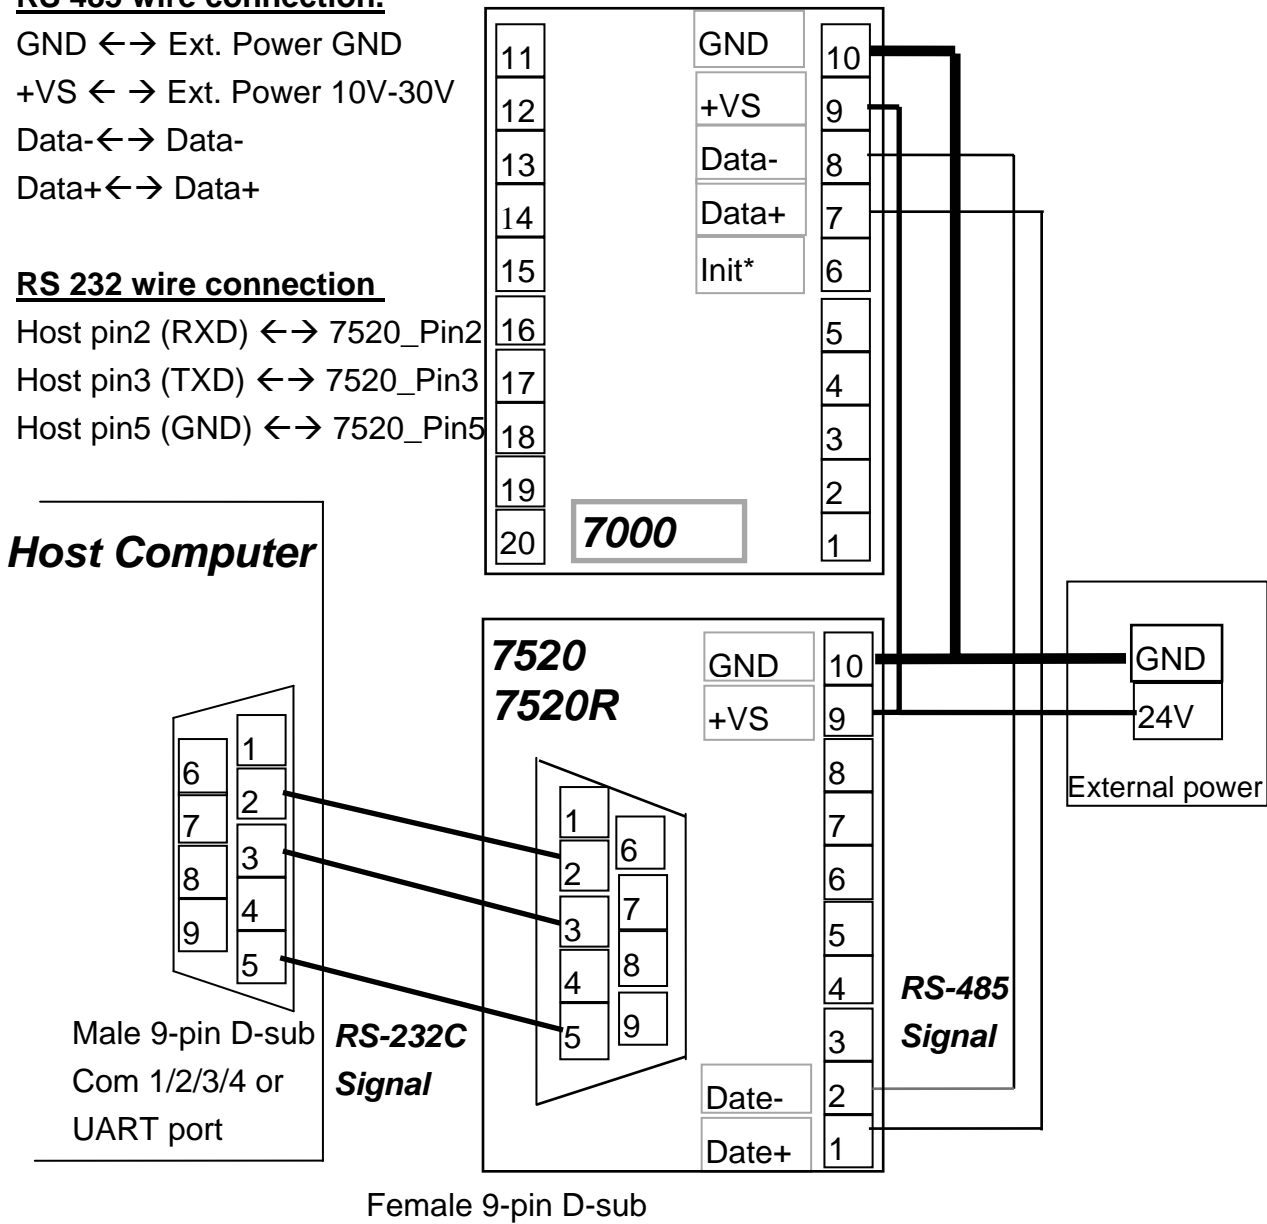 RS 485 wire connection:
GND ←→ Ext. Power GND
+VS ← → Ext. Power 10V-30V
Data-←→ Data-
Data+←→ Data+
RS 232 wire connection
Host pin2 (RXD) ←→ 7520_Pin2
Host pin3 (TXD) ←→ 7520_Pin3
Host pin5 (GND) ←→ 7520_Pin5
11
12
13
14
15
16
17
18
19
20
GND
+VS
Data-
Data+
Init*
10
9
8
7
6
5
4
3
2
1
7000
Host Computer
1
2
3
4
5
6
7
8
9
Male 9-pin D-sub
Com 1/2/3/4 or
UART port
RS-232C
Signal
7520
7520R
1
2
3
4
5
6
7
8
9
GND
+VS
Date-
Date+
10
9
8
7
6
5
4
3
2
1
RS-485
Signal
GND
24V
External power
Female 9-pin D-sub